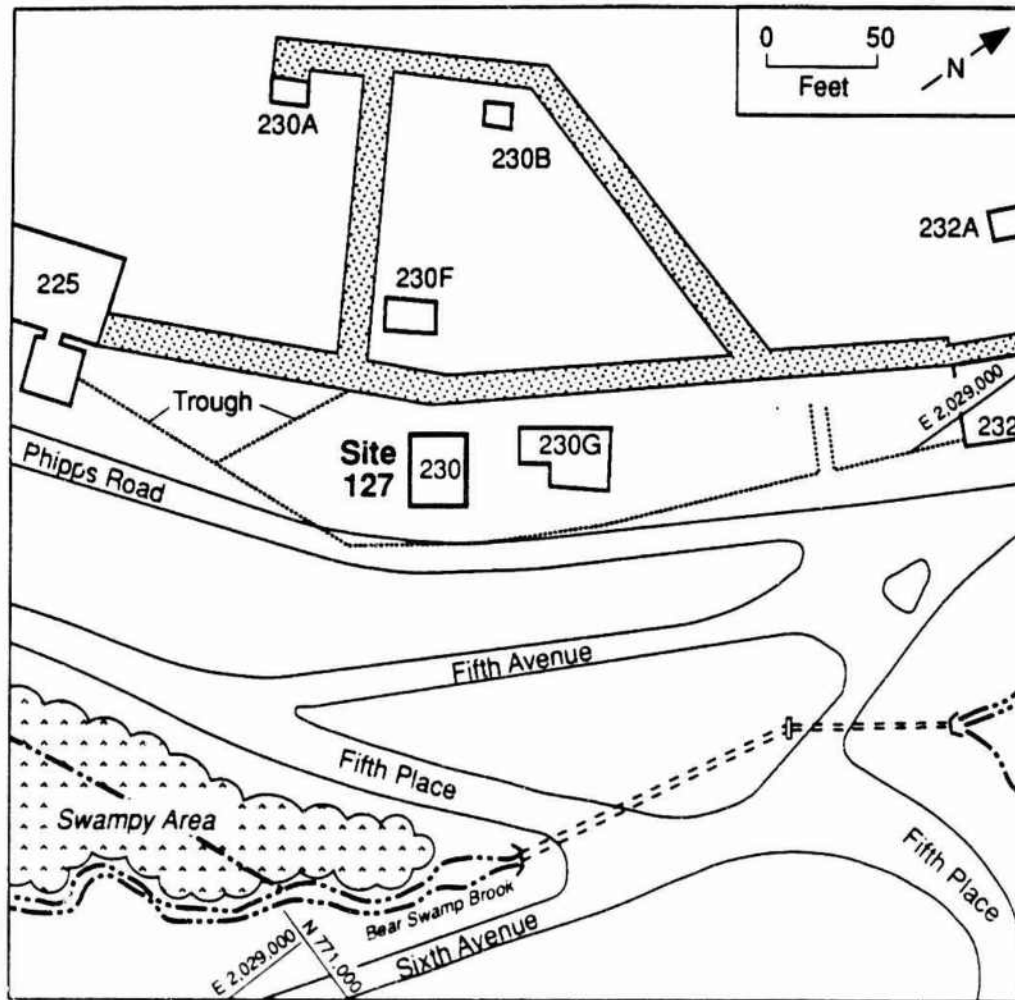 0 50
Feet
N
230A
230B
232A
225
230F
E 2,029,000
Trough
Site
127
230
230G
232
Phipps Road
Fifth Avenue
Fifth Place
Swampy Area
Fifth Place
Bear Swamp Brook
Sixth Avenue
E 2,029,000
N 771,000